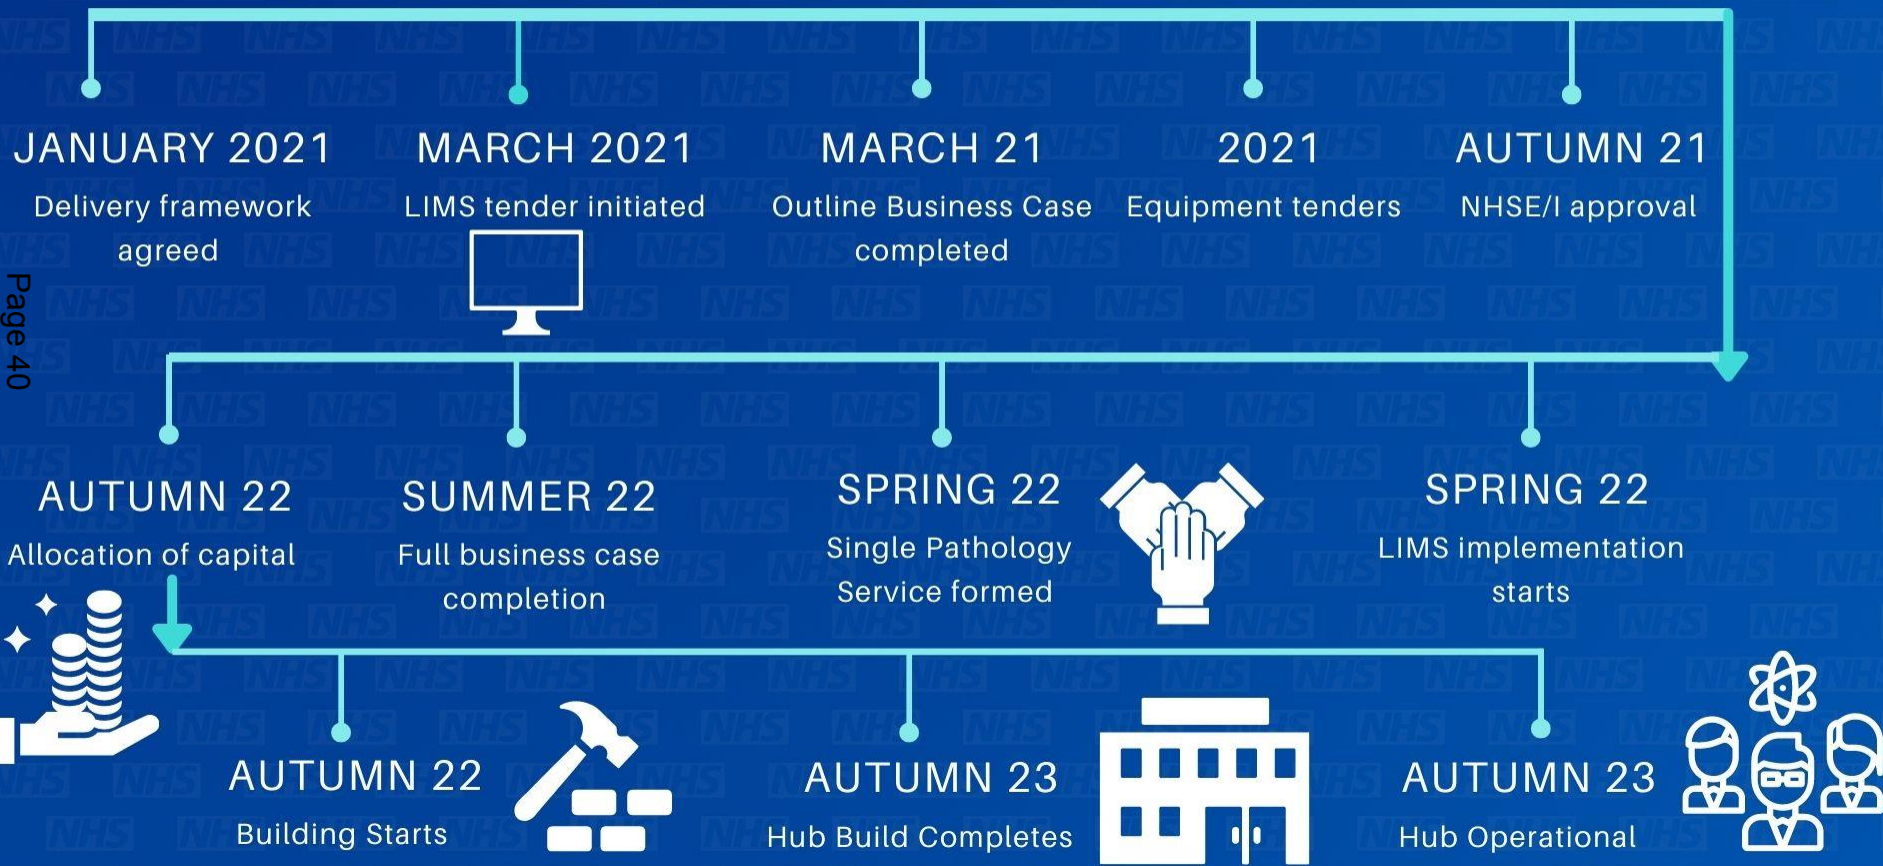 JANUARY 2021
Delivery framework
agreed
MARCH 2021
LIMS tender initiated
MARCH 21
Outline Business Case
completed
2021
Equipment tenders
AUTUMN 21
NHSE/I approval
Page 40
SPRING 22
LIMS implementation
starts
SPRING 22
Single Pathology
Service formed
SUMMER 22
Full business case
completion
AUTUMN 22
Allocation of capital
AUTUMN 22
Building Starts
AUTUMN 23
Hub Build Completes
AUTUMN 23
Hub Operational
NHS